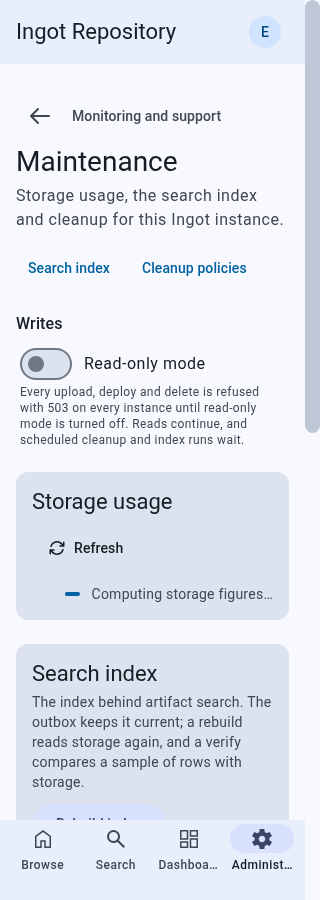 Ingot Repository
E
Monitoring and support
Maintenance
Storage usage, the search index
and cleanup for this Ingot instance.
Search index
Cleanup policies
Writes
Read-only mode
Every upload, deploy and delete is refused
with 503 on every instance until read-only
mode is turned off. Reads continue, and
scheduled cleanup and index runs wait.
Storage usage
Refresh
Computing storage figures…
Search index
The index behind artifact search. The
outbox keeps it current; a rebuild
reads storage again, and a verify
compares a sample of rows with
storage.
Browse
Search
Dashboa…
Administ…